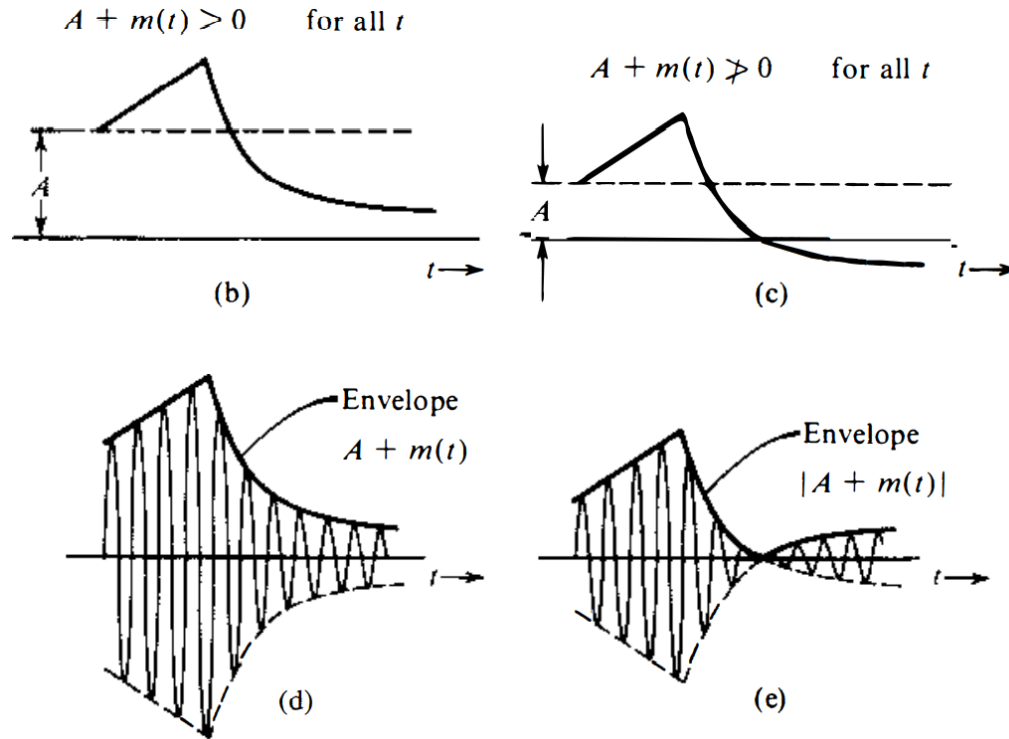 A + m(t) > 0 for all t
A + m(t) ≯ 0 for all t
A
t
(b)
A
t
(c)
Envelope
A + m(t)
t
(d)
Envelope
|A + m(t)|
t
(e)